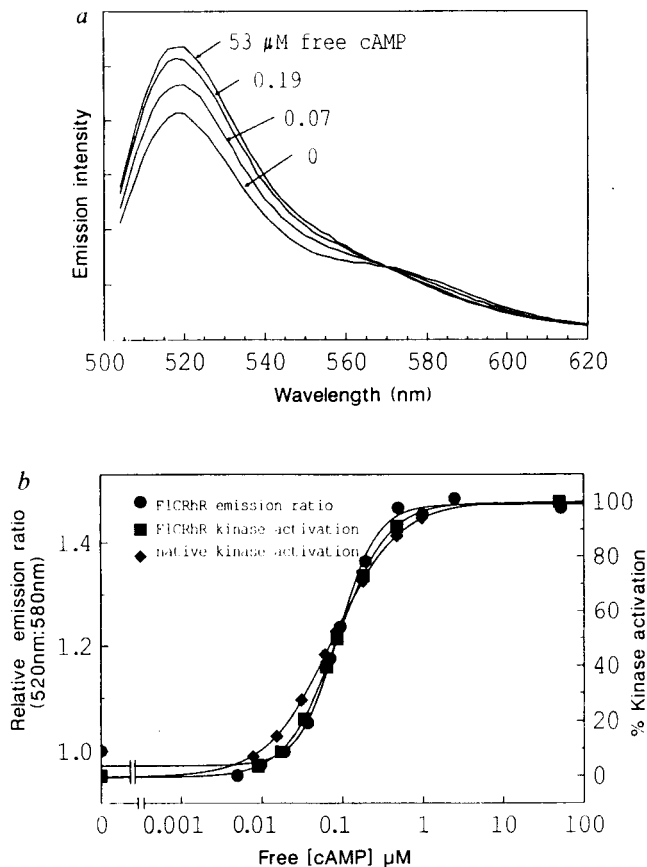 a
53 μM free cAMP
0.19
0.07
0
Emission intensity
500 520 540 560 580 600 620
Wavelength (nm)
b
FlCRhR emission ratio
FlCRhR kinase activation
native kinase activation
1.4
1.2
1.0
Relative emission ratio
(520nm:580nm)
100
80
60
40
20
0
% Kinase activation
0 0.001 0.01 0.1 1 10 100
Free [cAMP] μM